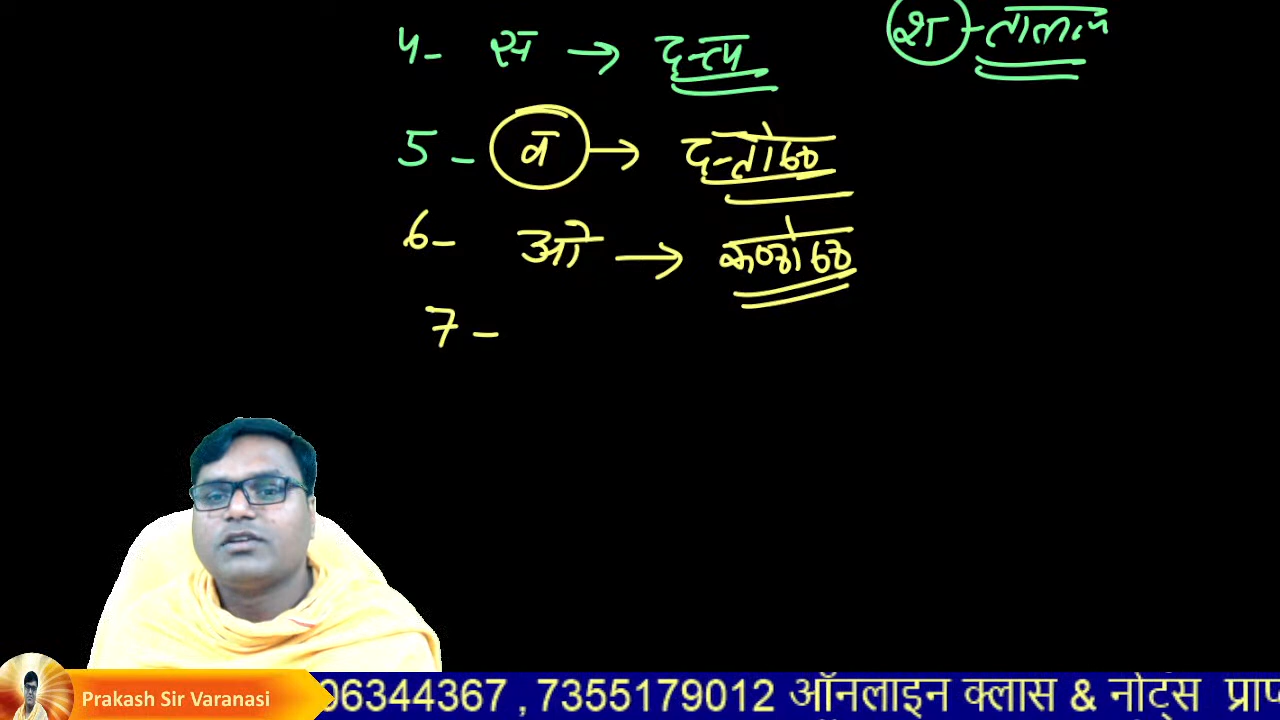 4- स → दन्त्य
श - तालव्य
5- व → दन्तोष्ठ
6- ओ → कण्ठोष्ठ
7-
Prakash Sir Varanasi
06344367 , 7355179012 ऑनलाइन क्लास & नोट्स